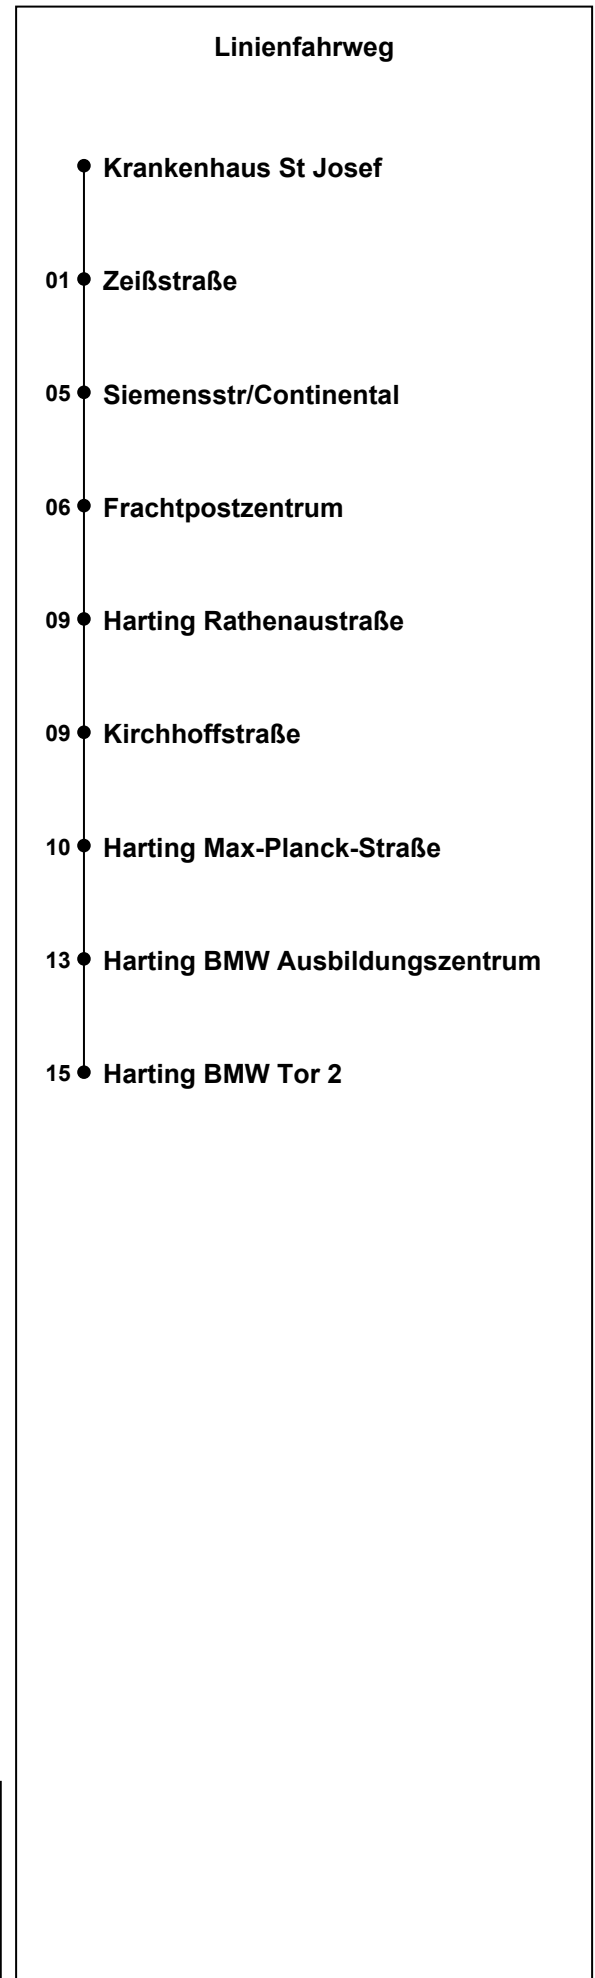 Linienfahrweg
Krankenhaus St Josef
01 Zeißstraße
05 Siemensstr/Continental
06 Frachtpostzentrum
09 Harting Rathenaustraße
09 Kirchhoffstraße
10 Harting Max-Planck-Straße
13 Harting BMW Ausbildungszentrum
15 Harting BMW Tor 2